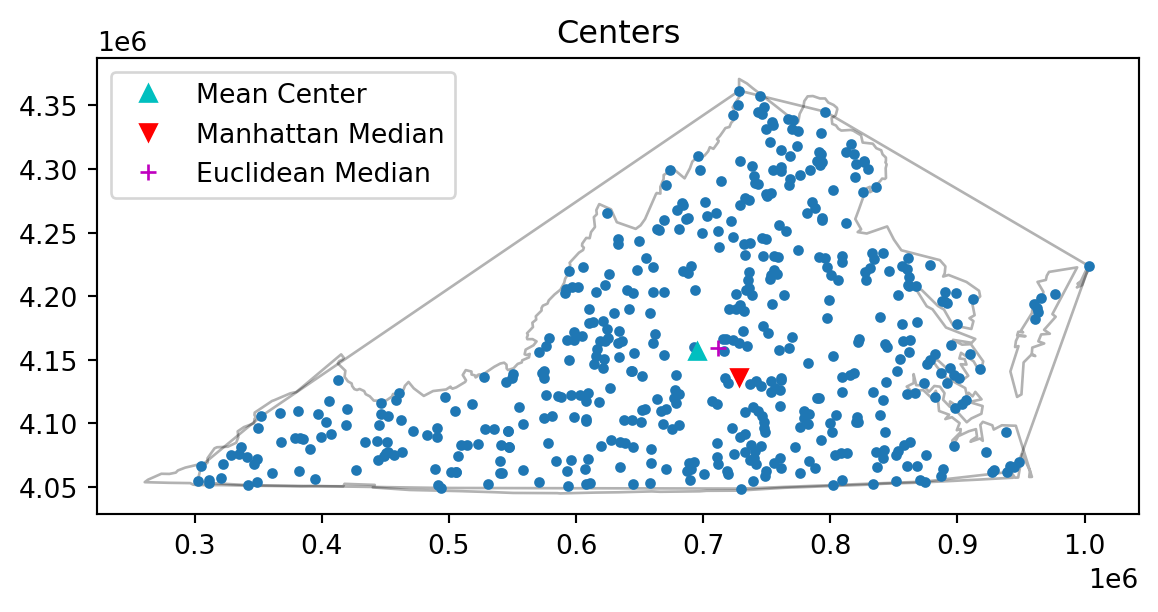 Centers
1e6
Mean Center
Manhattan Median
Euclidean Median
4.35
4.30
4.25
4.20
4.15
4.10
4.05
0.3 0.4 0.5 0.6 0.7 0.8 0.9 1.0
1e6